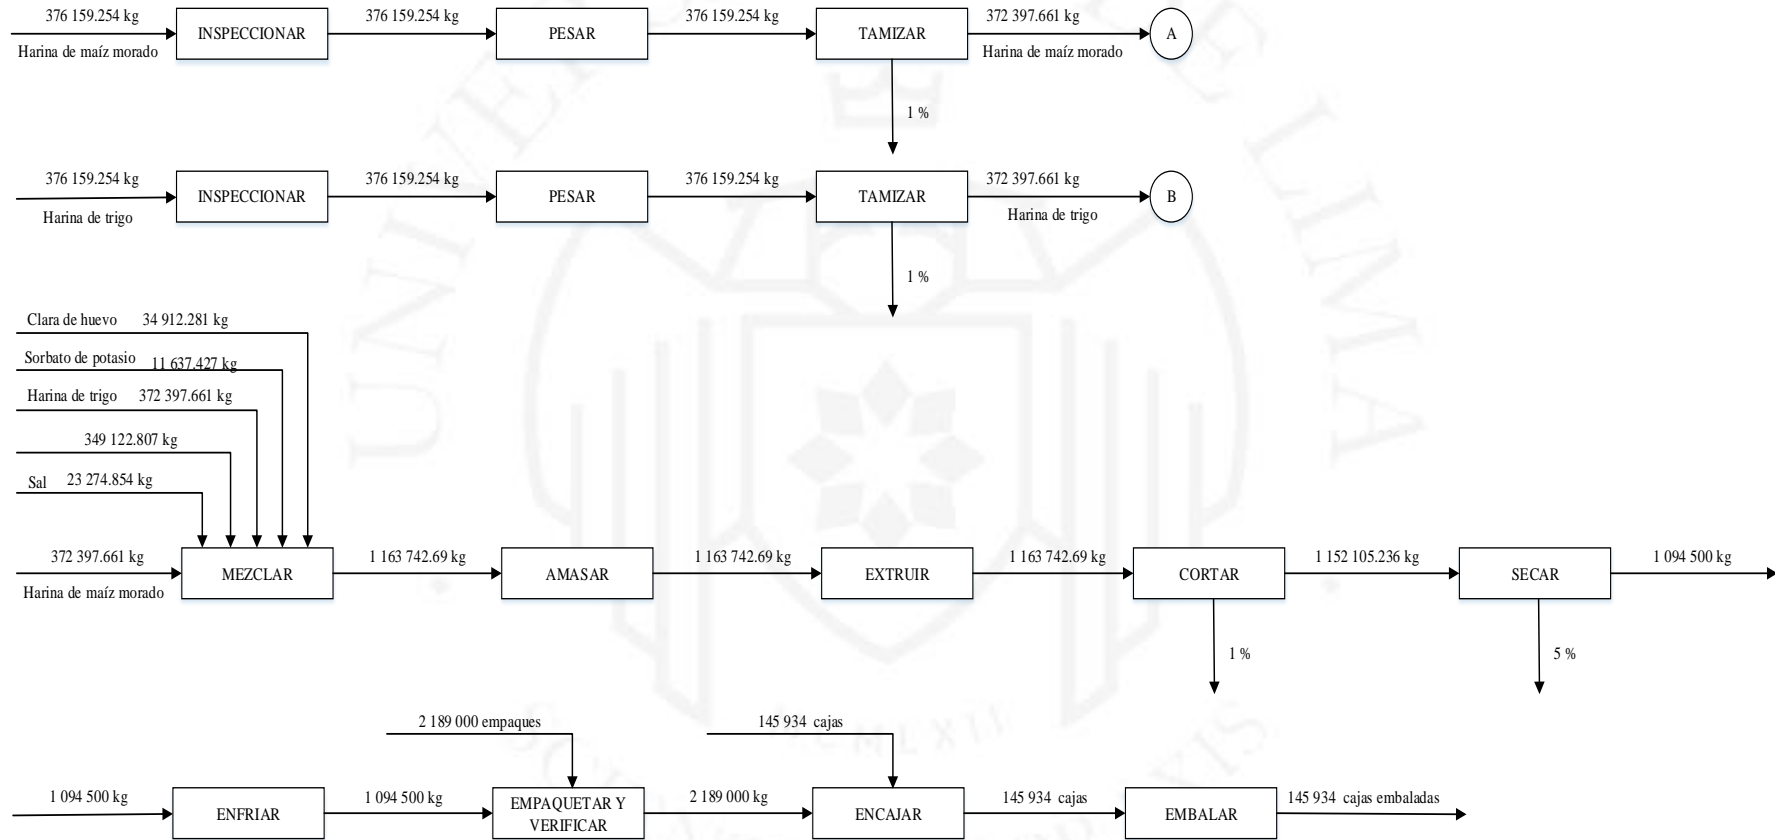 376 159.254 kg
Harina de maíz morado
INSPECCIONAR
376 159.254 kg
PESAR
376 159.254 kg
TAMIZAR
372 397.661 kg
Harina de maíz morado
A
1 %
376 159.254 kg
Harina de trigo
INSPECCIONAR
376 159.254 kg
PESAR
376 159.254 kg
TAMIZAR
372 397.661 kg
Harina de trigo
B
1 %
Clara de huevo 34 912.281 kg
Sorbato de potasio 11 637.427 kg
Harina de trigo 372 397.661 kg
349 122.807 kg
Sal 23 274.854 kg
372 397.661 kg
Harina de maíz morado
MEZCLAR
1 163 742.69 kg
AMASAR
1 163 742.69 kg
EXTRUIR
1 163 742.69 kg
CORTAR
1 152 105.236 kg
SECAR
1 094 500 kg
1 %
5 %
2 189 000 empaques
145 934 cajas
1 094 500 kg
ENFRIAR
1 094 500 kg
EMPAQUETAR Y
VERIFICAR
2 189 000 kg
ENCAJAR
145 934 cajas
EMBALAR
145 934 cajas embaladas